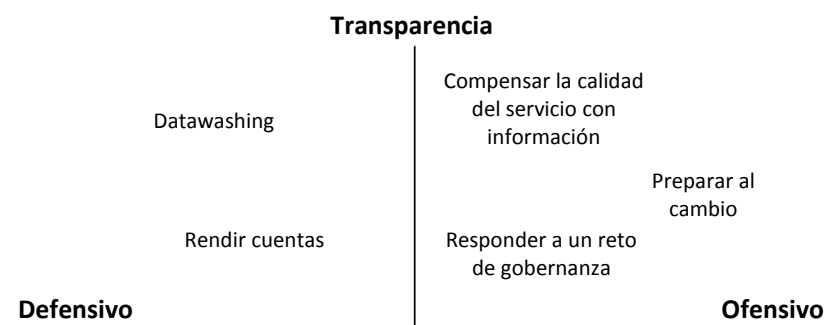 Transparencia
Compensar la calidad
del servicio con
información
Datawashing
Preparar al
cambio
Rendir cuentas
Responder a un reto
de gobernanza
Defensivo
Ofensivo